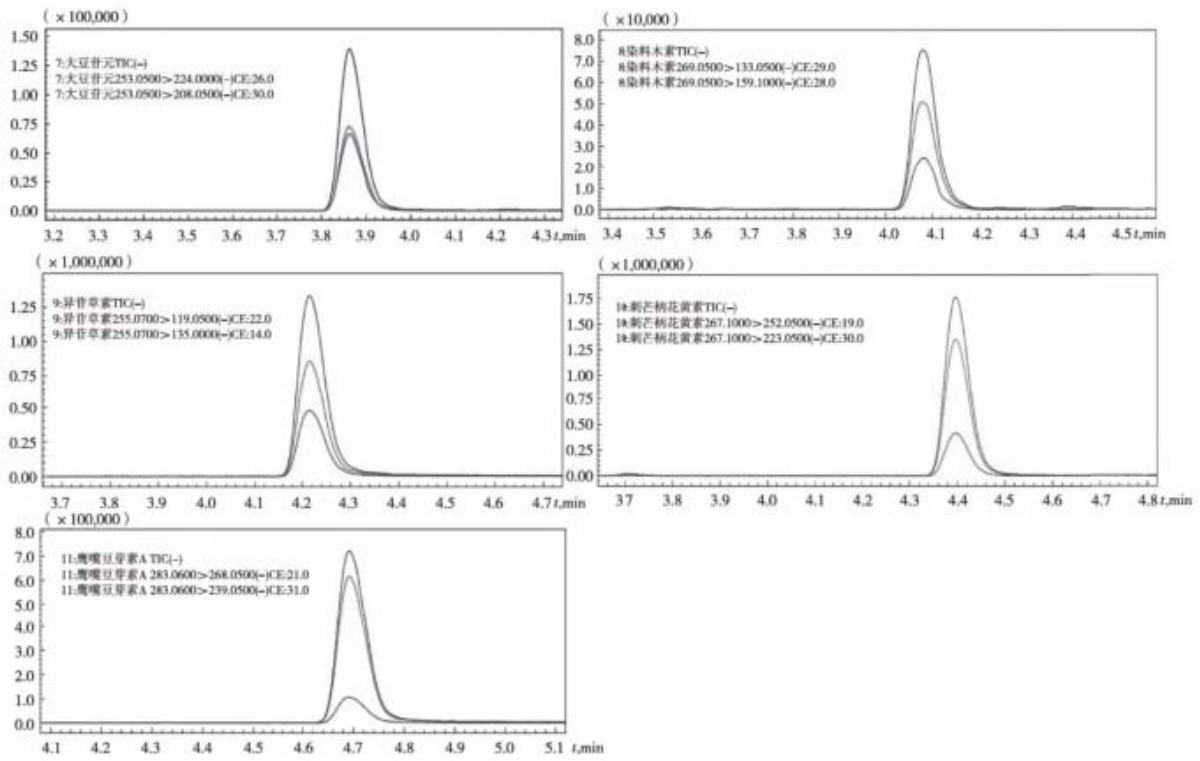 (×100,000)
1.50
1.25
1.00
0.75
0.50
0.25
0.00
7:大豆苷元TIC(-)
7:大豆苷元253.0500>224.0000(-)CE:26.0
7:大豆苷元253.0500>208.0500(-)CE:30.0
3.2 3.3 3.4 3.5 3.6 3.7 3.8 3.9 4.0 4.1 4.2 4.3 t,min
(×10,000)
8.0
7.0
6.0
5.0
4.0
3.0
2.0
1.0
0.0
8:染料木素TIC(-)
8:染料木素269.0500>133.0500(-)CE:29.0
8:染料木素269.0500>159.1000(-)CE:28.0
3.4 3.5 3.6 3.7 3.8 3.9 4.0 4.1 4.2 4.3 4.4 4.5 t,min
(×1,000,000)
1.25
1.00
0.75
0.50
0.25
0.00
9:异甘草素TIC(-)
9:异甘草素255.0700>119.0500(-)CE:22.0
9:异甘草素255.0700>135.0000(-)CE:14.0
3.7 3.8 3.9 4.0 4.1 4.2 4.3 4.4 4.5 4.6 4.7 t,min
(×1,000,000)
1.75
1.50
1.25
1.00
0.75
0.50
0.25
0.00
10:刺芒柄花黄素TIC(-)
10:刺芒柄花黄素267.1000>252.0500(-)CE:19.0
10:刺芒柄花黄素267.1000>223.0500(-)CE:30.0
3.7 3.8 3.9 4.0 4.1 4.2 4.3 4.4 4.5 4.6 4.7 4.8 t,min
(×100,000)
8.0
7.0
6.0
5.0
4.0
3.0
2.0
1.0
0.0
11:鹰嘴豆芽素A TIC(-)
11:鹰嘴豆芽素A 283.0600>268.0500(-)CE:21.0
11:鹰嘴豆芽素A 283.0600>239.0500(-)CE:31.0
4.1 4.2 4.3 4.4 4.5 4.6 4.7 4.8 4.9 5.0 5.1 t,min